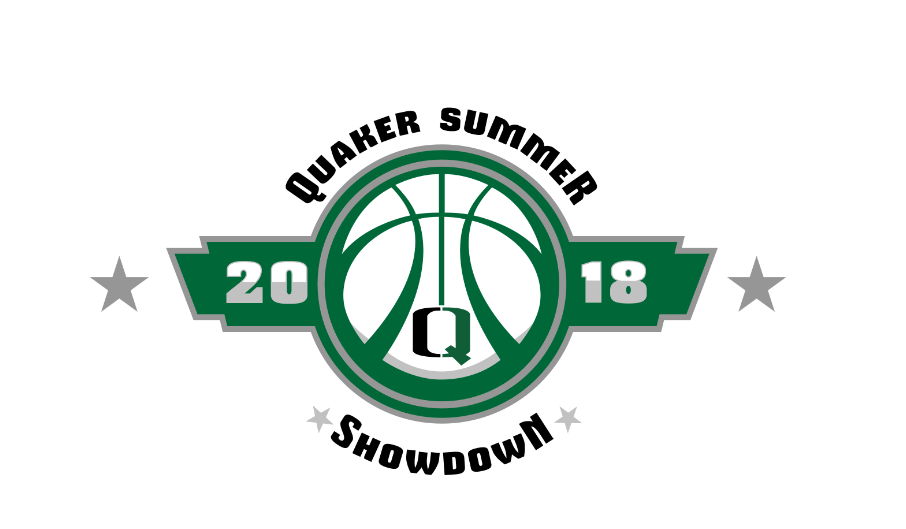 QUAKER SUMMER
20 18
Q
SHOWDOWN